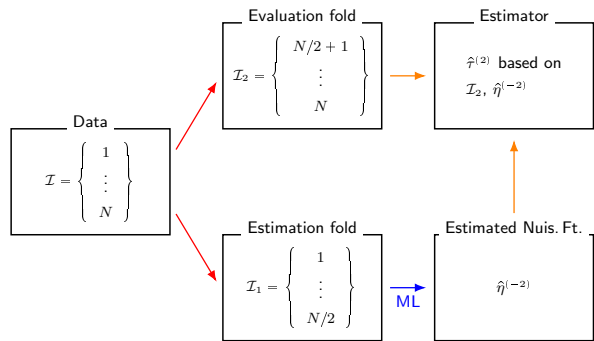 Evaluation fold
Estimator
N/2 + 1
I₂ = { ⋮ }
N
τ̂⁽²⁾ based on
I₂, η̂⁽⁻²⁾
Data
1
I = { ⋮ }
N
Estimation fold
Estimated Nuis. Ft.
1
I₁ = { ⋮ }
N/2
ML
η̂⁽⁻²⁾